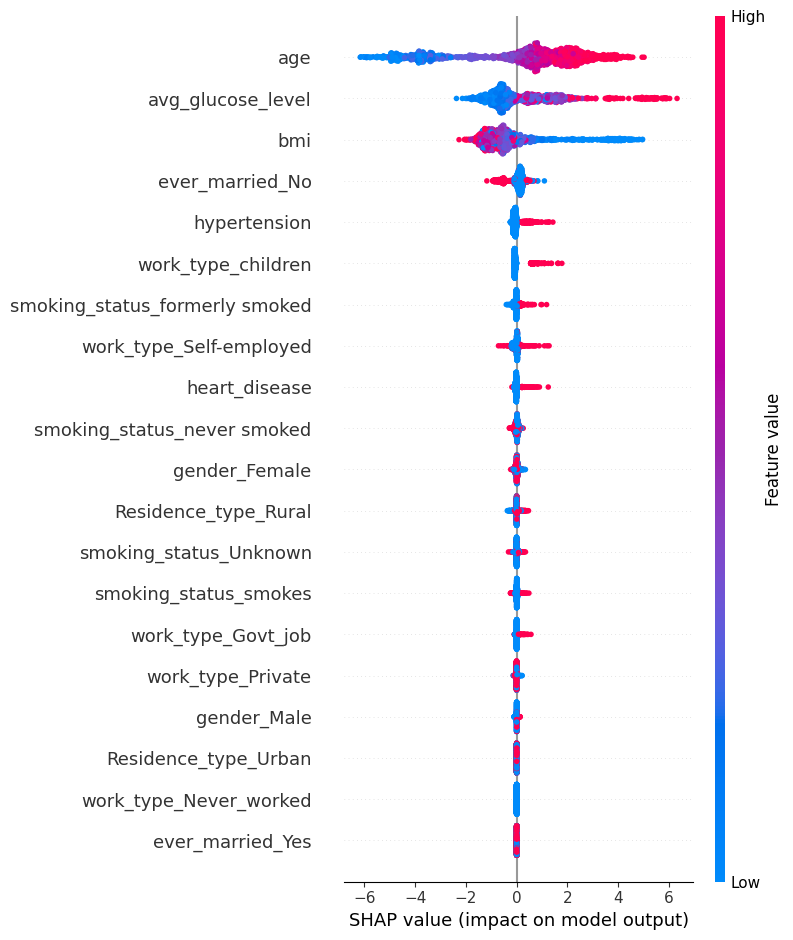 High
age
avg_glucose_level
bmi
ever_married_No
hypertension
work_type_children
smoking_status_formerly smoked
work_type_Self-employed
heart_disease
smoking_status_never smoked
gender_Female
Residence_type_Rural
smoking_status_Unknown
smoking_status_smokes
work_type_Govt_job
work_type_Private
gender_Male
Residence_type_Urban
work_type_Never_worked
ever_married_Yes
Feature value
Low
−6 −4 −2 0 2 4 6
SHAP value (impact on model output)